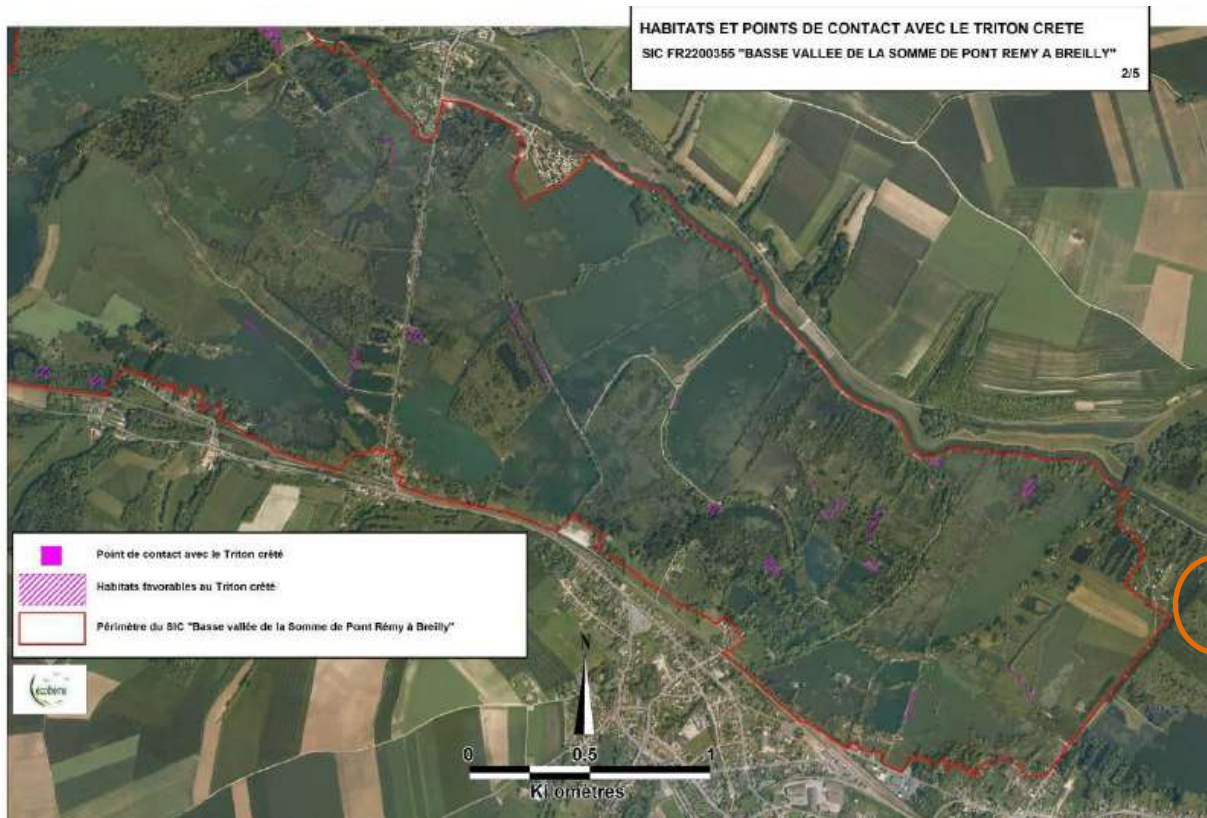 HABITATS ET POINTS DE CONTACT AVEC LE TRITON CRETE
SIC FR2200355 "BASSE VALLEE DE LA SOMME DE PONT REMY A BREILLY"
2/5
Point de contact avec le Triton crêté
Habitats favorables au Triton crêté
Périmètre du SIC "Basse vallée de la Somme de Pont Rémy à Breilly"
écothème
N
0 0.5 1
Kilomètres